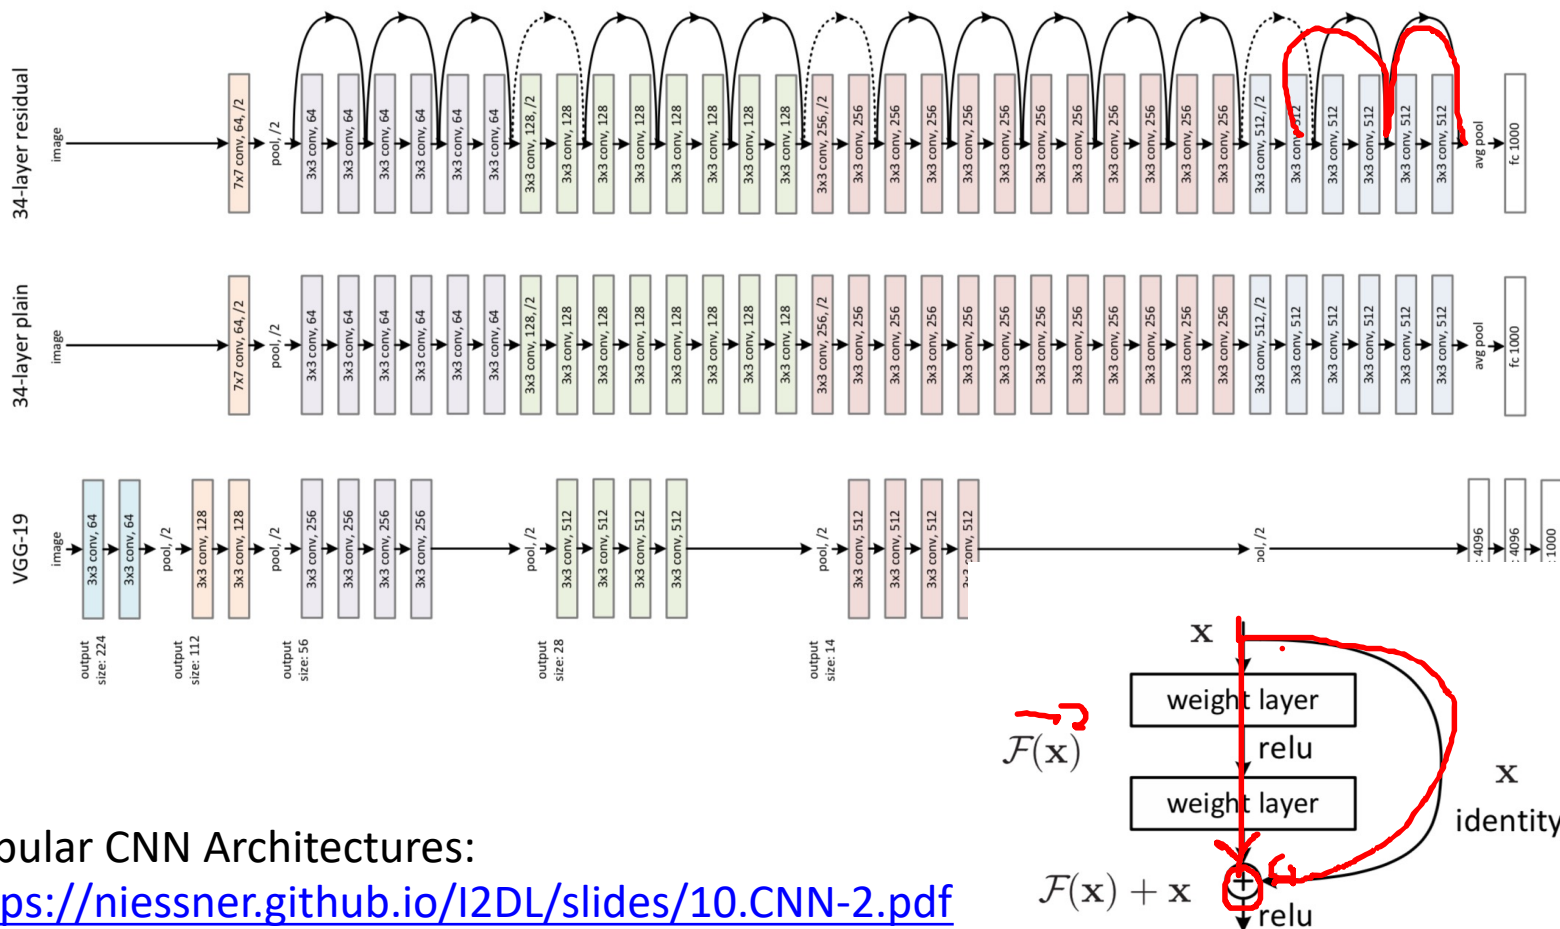 34-layer residual
image
7x7 conv, 64, /2
pool, /2
3x3 conv, 64
3x3 conv, 64
3x3 conv, 64
3x3 conv, 64
3x3 conv, 64
3x3 conv, 64
3x3 conv, 128, /2
3x3 conv, 128
3x3 conv, 128
3x3 conv, 128
3x3 conv, 128
3x3 conv, 128
3x3 conv, 128
3x3 conv, 128
3x3 conv, 256, /2
3x3 conv, 256
3x3 conv, 256
3x3 conv, 256
3x3 conv, 256
3x3 conv, 256
3x3 conv, 256
3x3 conv, 256
3x3 conv, 256
3x3 conv, 256
3x3 conv, 256
3x3 conv, 256
3x3 conv, 512, /2
3x3 conv, 512
3x3 conv, 512
3x3 conv, 512
3x3 conv, 512
3x3 conv, 512
avg pool
fc 1000
34-layer plain
image
7x7 conv, 64, /2
pool, /2
3x3 conv, 64
3x3 conv, 64
3x3 conv, 64
3x3 conv, 64
3x3 conv, 64
3x3 conv, 64
3x3 conv, 128, /2
3x3 conv, 128
3x3 conv, 128
3x3 conv, 128
3x3 conv, 128
3x3 conv, 128
3x3 conv, 128
3x3 conv, 128
3x3 conv, 256, /2
3x3 conv, 256
3x3 conv, 256
3x3 conv, 256
3x3 conv, 256
3x3 conv, 256
3x3 conv, 256
3x3 conv, 256
3x3 conv, 256
3x3 conv, 256
3x3 conv, 256
3x3 conv, 256
3x3 conv, 512, /2
3x3 conv, 512
3x3 conv, 512
3x3 conv, 512
3x3 conv, 512
3x3 conv, 512
avg pool
fc 1000
VGG-19
image
3x3 conv, 64
3x3 conv, 64
pool, /2
3x3 conv, 128
3x3 conv, 128
pool, /2
3x3 conv, 256
3x3 conv, 256
3x3 conv, 256
3x3 conv, 256
pool, /2
3x3 conv, 512
3x3 conv, 512
3x3 conv, 512
3x3 conv, 512
pool, /2
3x3 conv, 512
3x3 conv, 512
3x3 conv, 512
conv, 512
ool, /2
4096
4096
1000
output
size: 224
output
size: 112
output
size: 56
output
size: 28
output
size: 14
x
weight layer
F(x)
relu
weight layer
x
identity
F(x) + x
+
relu
pular CNN Architectures:
ps://niessner.github.io/I2DL/slides/10.CNN-2.pdf